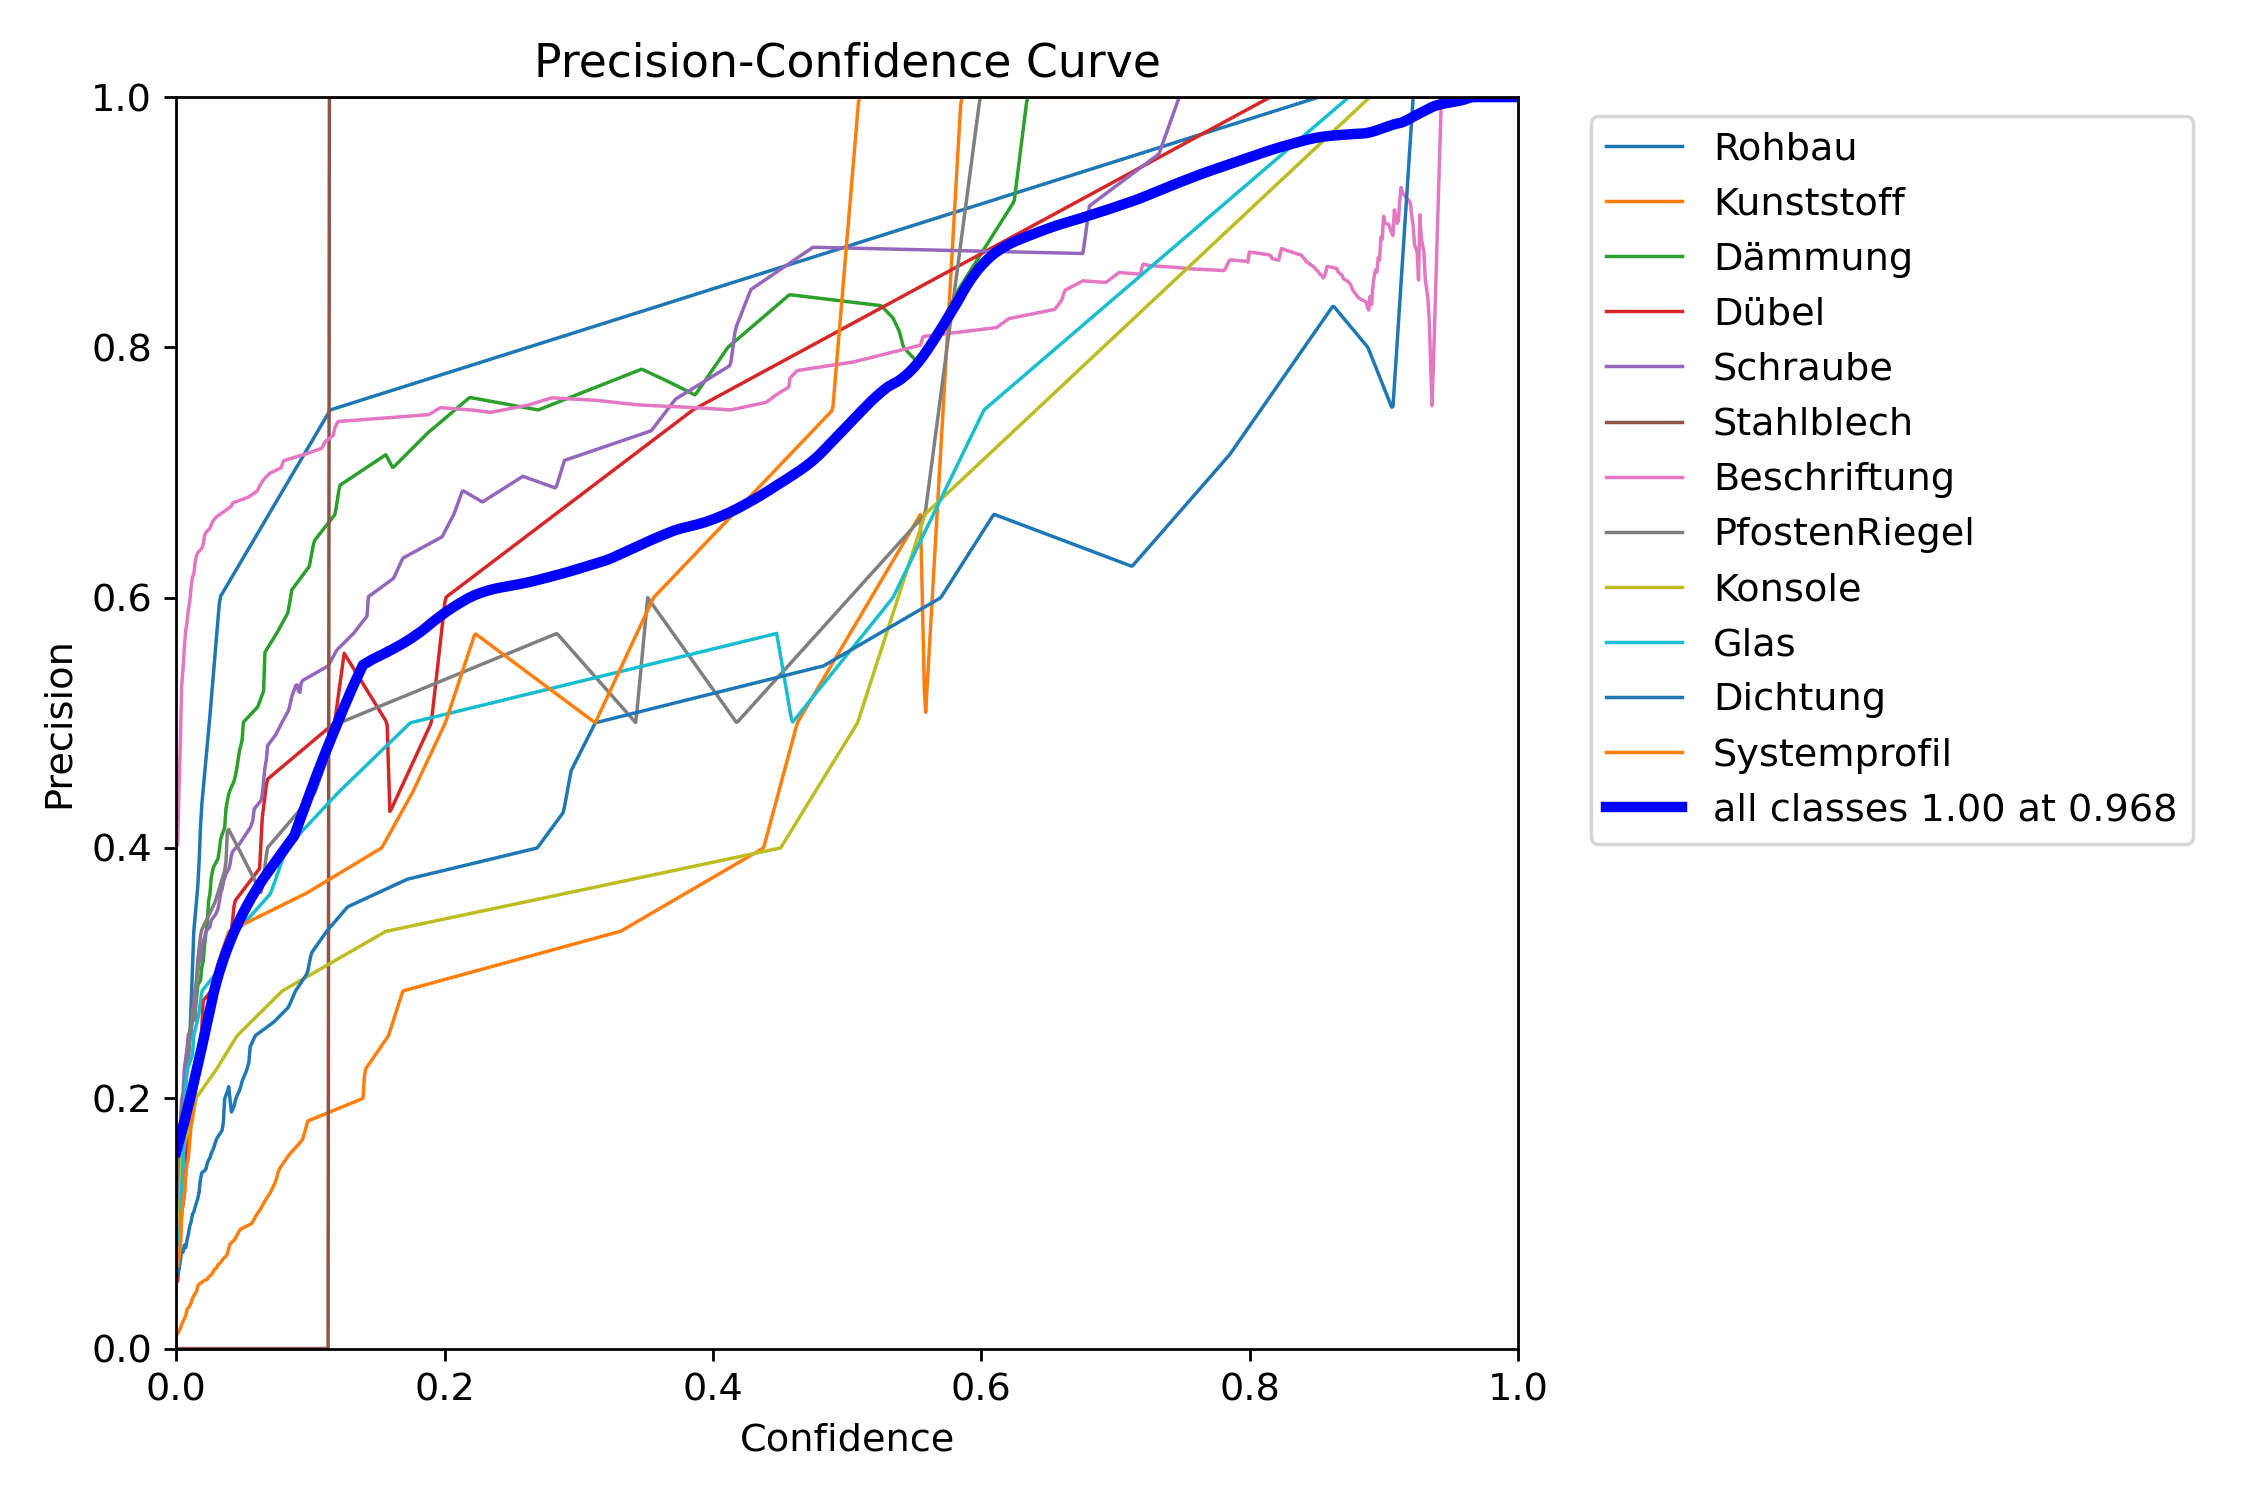 Precision-Confidence Curve
1.0
0.8
0.6
0.4
0.2
0.0
Precision
0.0 0.2 0.4 0.6 0.8 1.0
Confidence
Rohbau
Kunststoff
Dämmung
Dübel
Schraube
Stahlblech
Beschriftung
PfostenRiegel
Konsole
Glas
Dichtung
Systemprofil
all classes 1.00 at 0.968